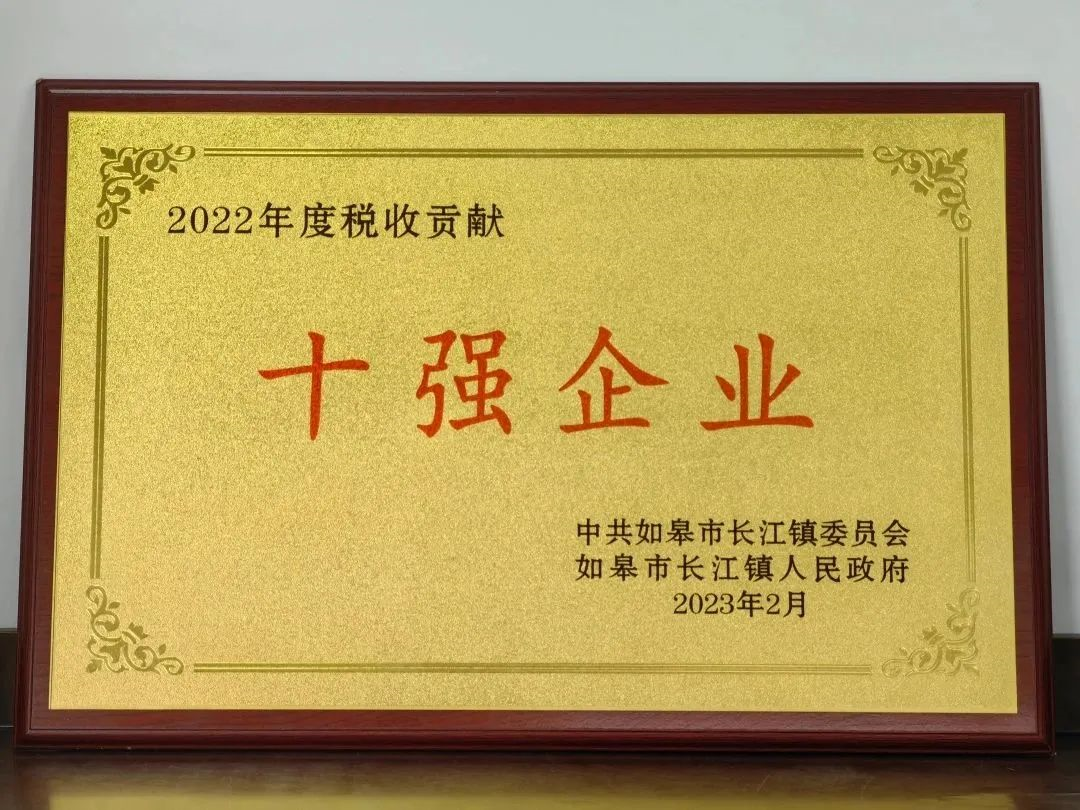 2022年度税收贡献
十强企业
中共如皋市长江镇委员会
如皋市长江镇人民政府
2023年2月